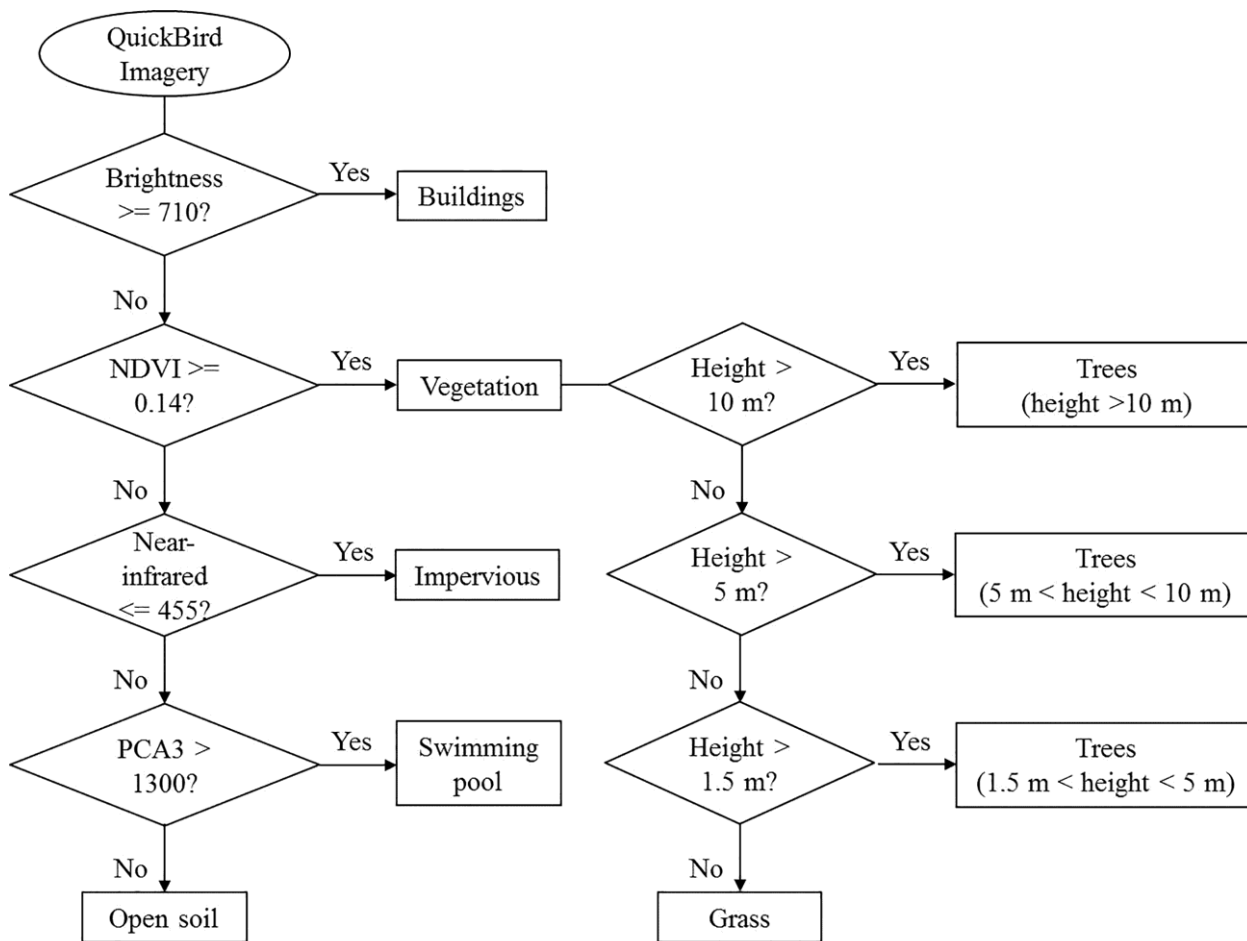 QuickBird
Imagery
Brightness
>= 710?
Yes
Buildings
No
NDVI >=
0.14?
Yes
Vegetation
Height >
10 m?
Yes
Trees
(height >10 m)
No
No
Near-
infrared
<= 455?
Yes
Impervious
Height >
5 m?
Yes
Trees
(5 m < height < 10 m)
No
No
PCA3 >
1300?
Yes
Swimming
pool
Height >
1.5 m?
Yes
Trees
(1.5 m < height < 5 m)
No
No
Open soil
Grass